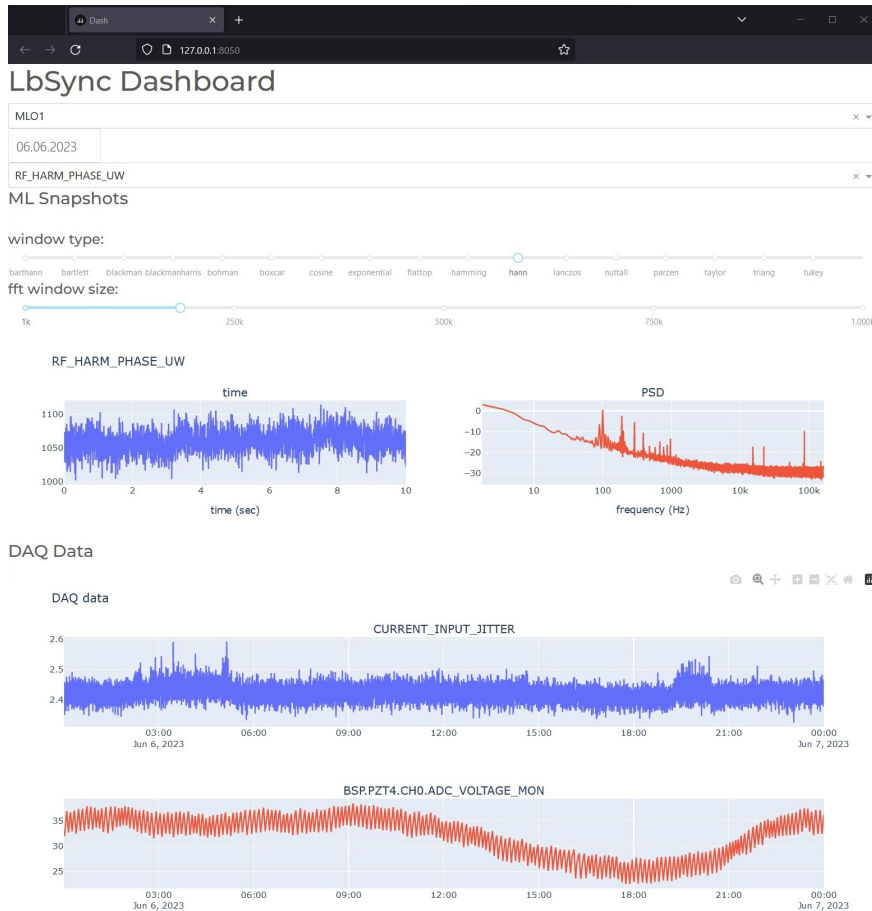 Dash
127.0.0.1:8050
LbSync Dashboard
MLO1
06.06.2023
RF_HARM_PHASE_UW
ML Snapshots
window type:
barthann bartlett blackman blackmanharris bohman boxcar cosine exponential flattop hamming hann lanczos nuttall parzen taylor triang tukey
fft window size:
1k 250k 500k 750k 1,000k
RF_HARM_PHASE_UW
time PSD
1100
1050
1000
0 2 4 6 8 10
time (sec)
0
−10
−20
−30
10 100 1000 10k 100k
frequency (Hz)
DAQ Data
DAQ data
CURRENT_INPUT_JITTER
2.6
2.5
2.4
03:00 06:00 09:00 12:00 15:00 18:00 21:00 00:00
Jun 6, 2023 Jun 7, 2023
BSP.PZT4.CH0.ADC_VOLTAGE_MON
35
30
25
03:00 06:00 09:00 12:00 15:00 18:00 21:00 00:00
Jun 6, 2023 Jun 7, 2023